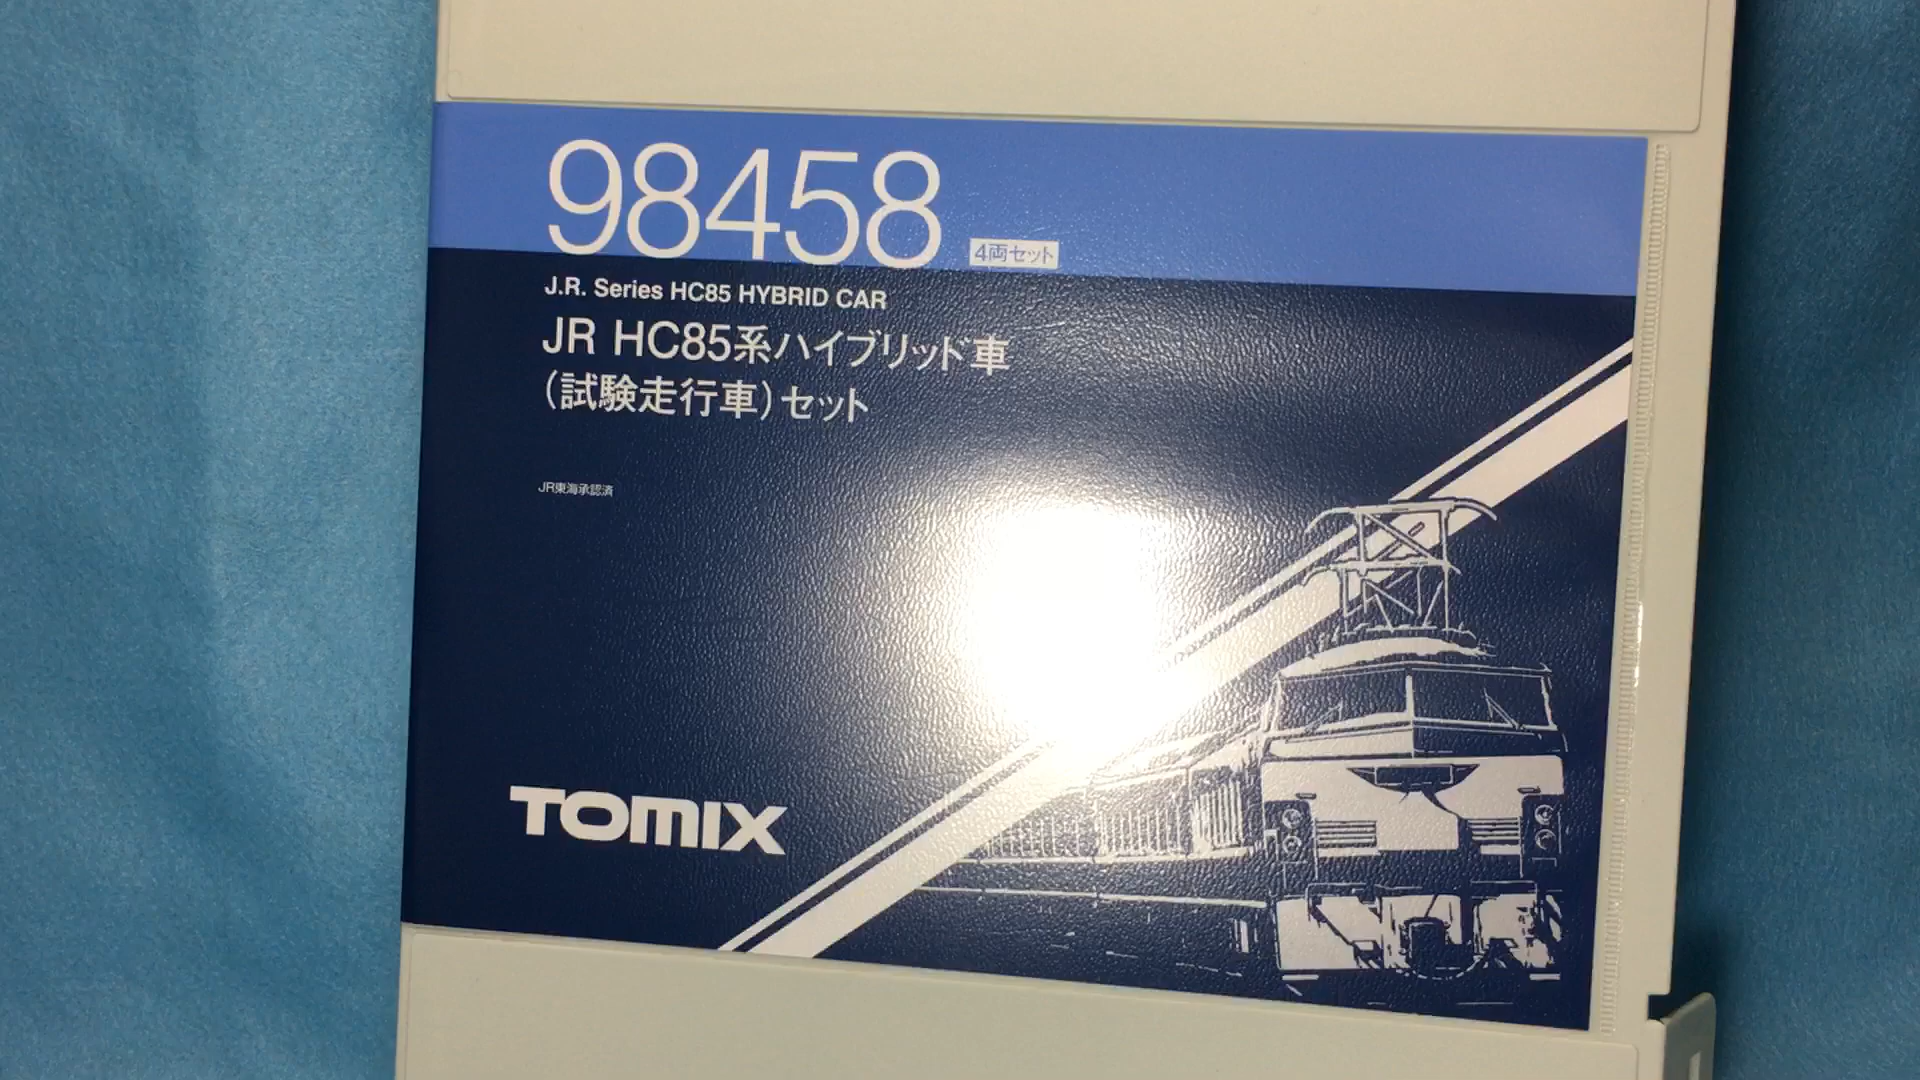 98458
4両セット
J.R. Series HC85 HYBRID CAR
JR HC85系ハイブリッド車
（試験走行車）セット
JR東海承認済
TOMIX